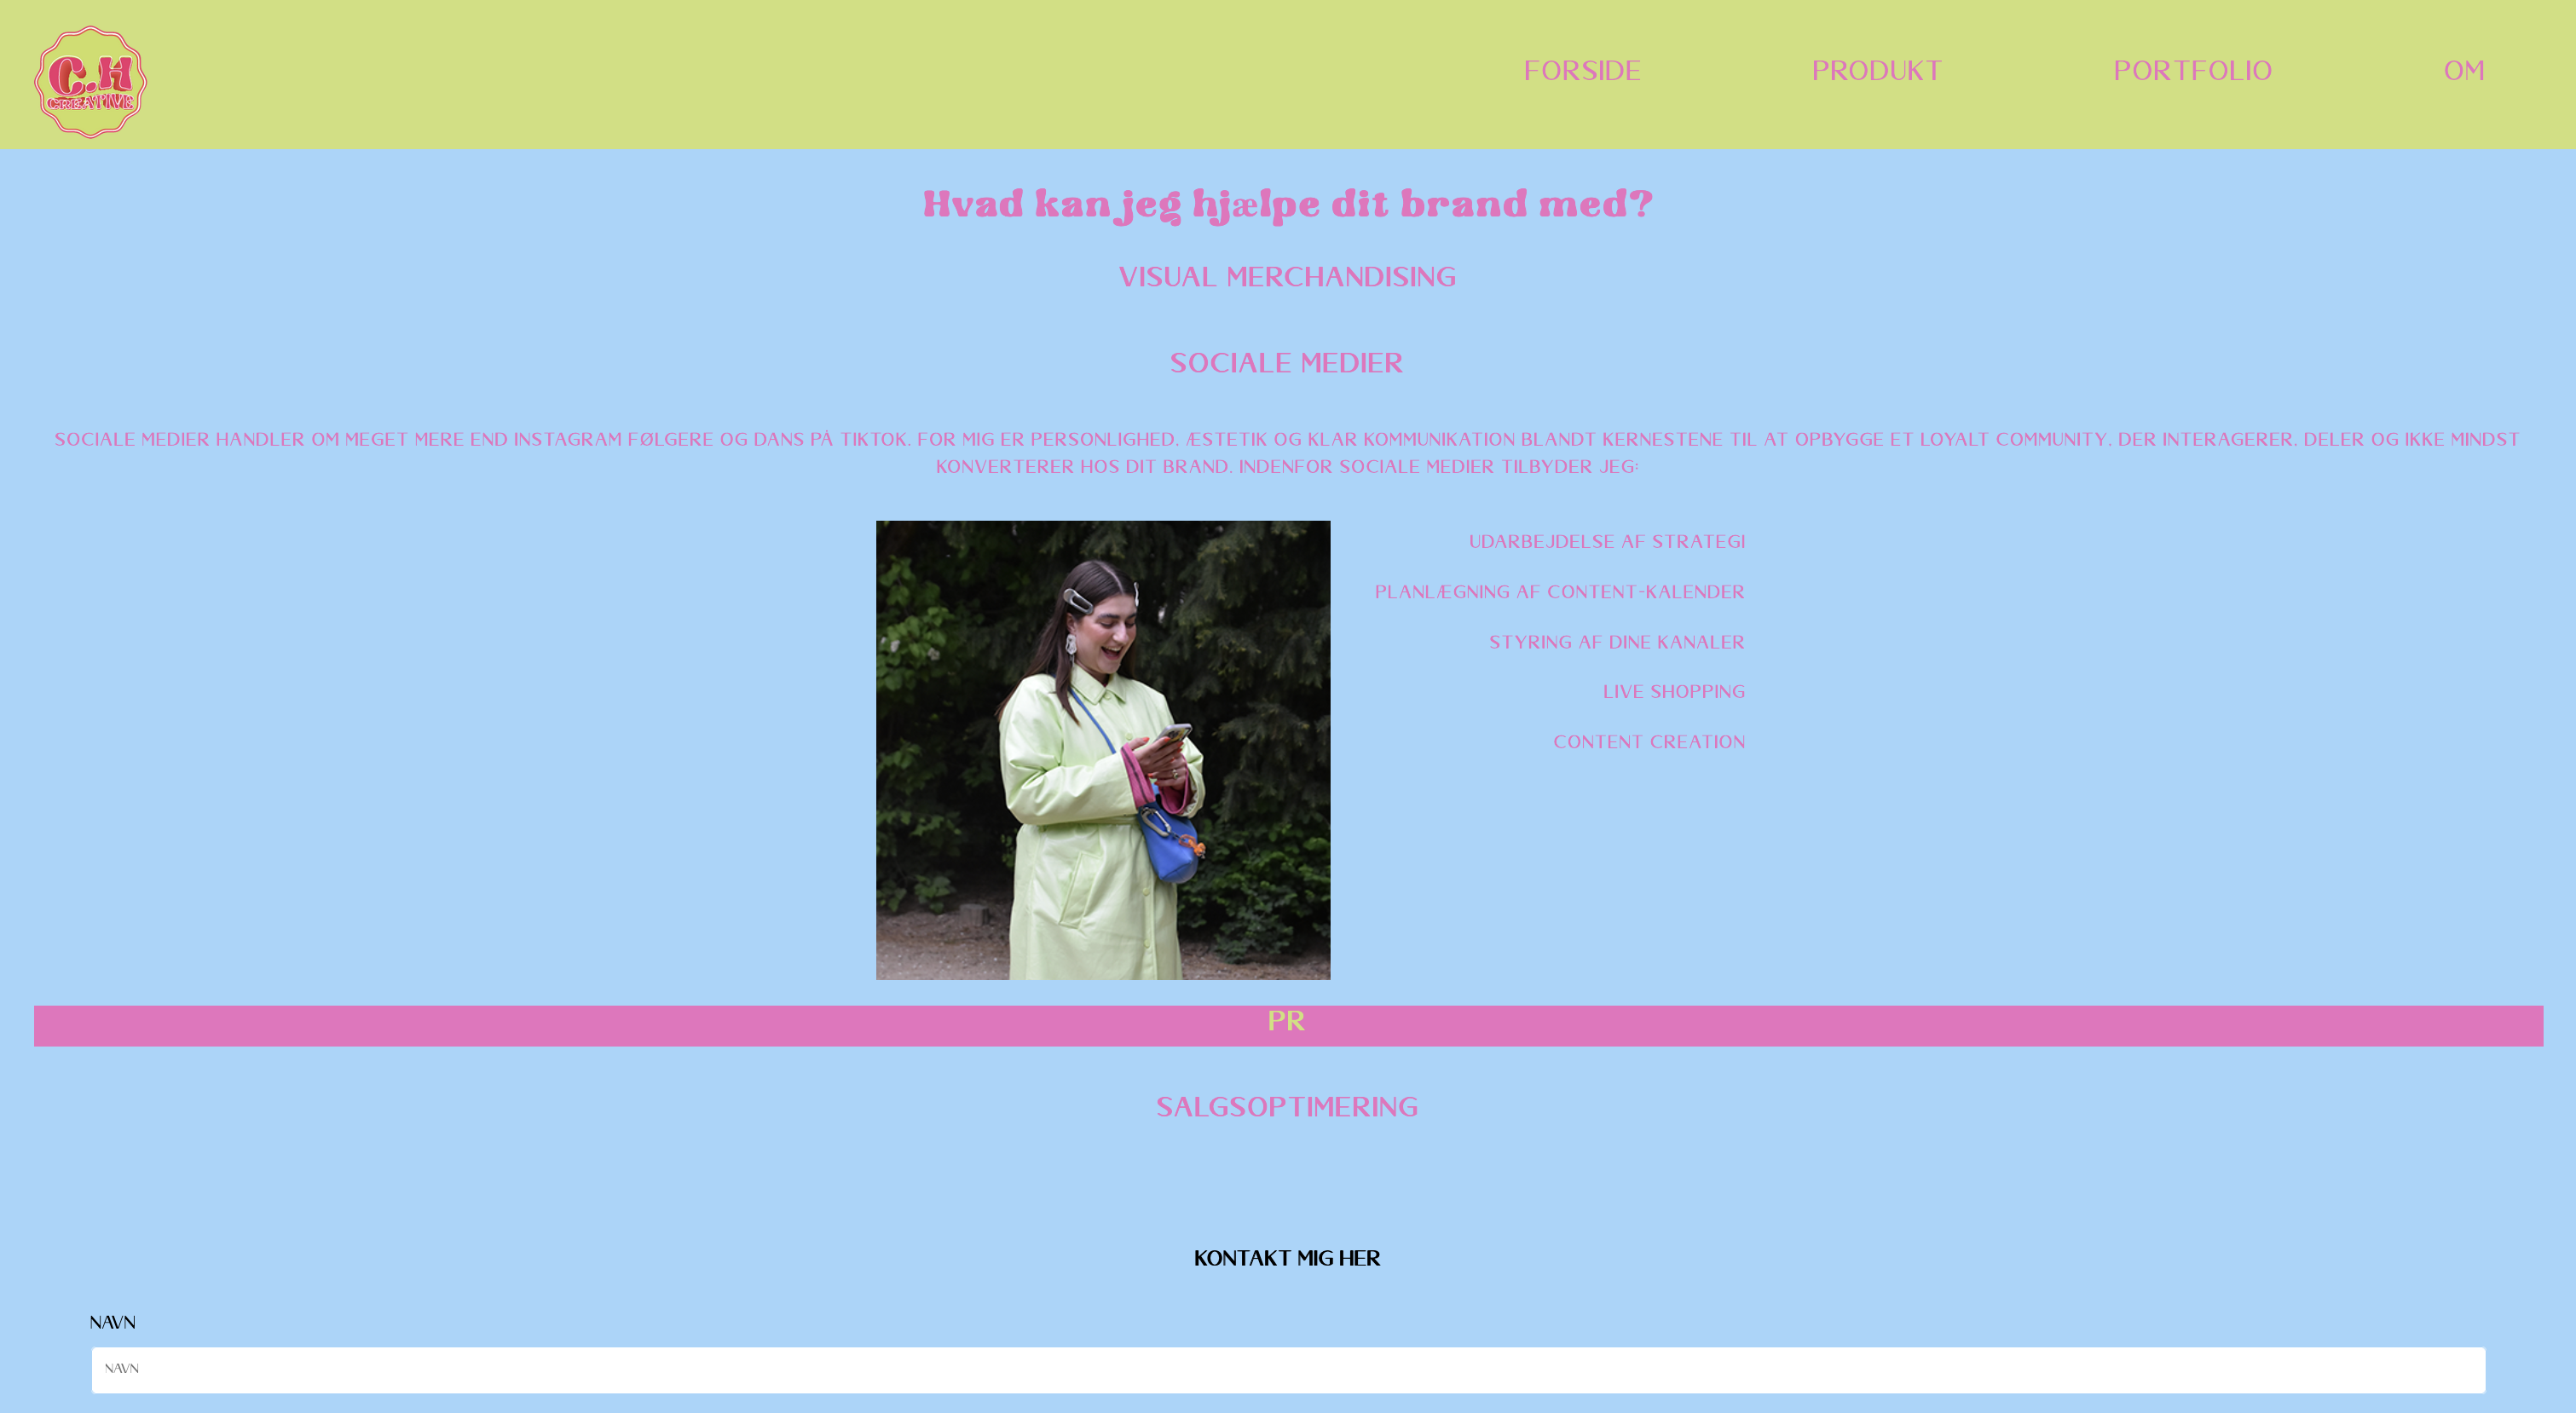 C.H
CREATIVE
FORSIDE
PRODUKT
PORTFOLIO
OM
Hvad kan jeg hjælpe dit brand med?
VISUAL MERCHANDISING
SOCIALE MEDIER
SOCIALE MEDIER HANDLER OM MEGET MERE END INSTAGRAM FØLGERE OG DANS PÅ TIKTOK. FOR MIG ER PERSONLIGHED, ÆSTETIK OG KLAR KOMMUNIKATION BLANDT KERNESTENE TIL AT OPBYGGE ET LOYALT COMMUNITY, DER INTERAGERER, DELER OG IKKE MINDST
KONVERTERER HOS DIT BRAND. INDENFOR SOCIALE MEDIER TILBYDER JEG:
UDARBEJDELSE AF STRATEGI
PLANLÆGNING AF CONTENT-KALENDER
STYRING AF DINE KANALER
LIVE SHOPPING
CONTENT CREATION
PR
SALGSOPTIMERING
KONTAKT MIG HER
NAVN
NAVN